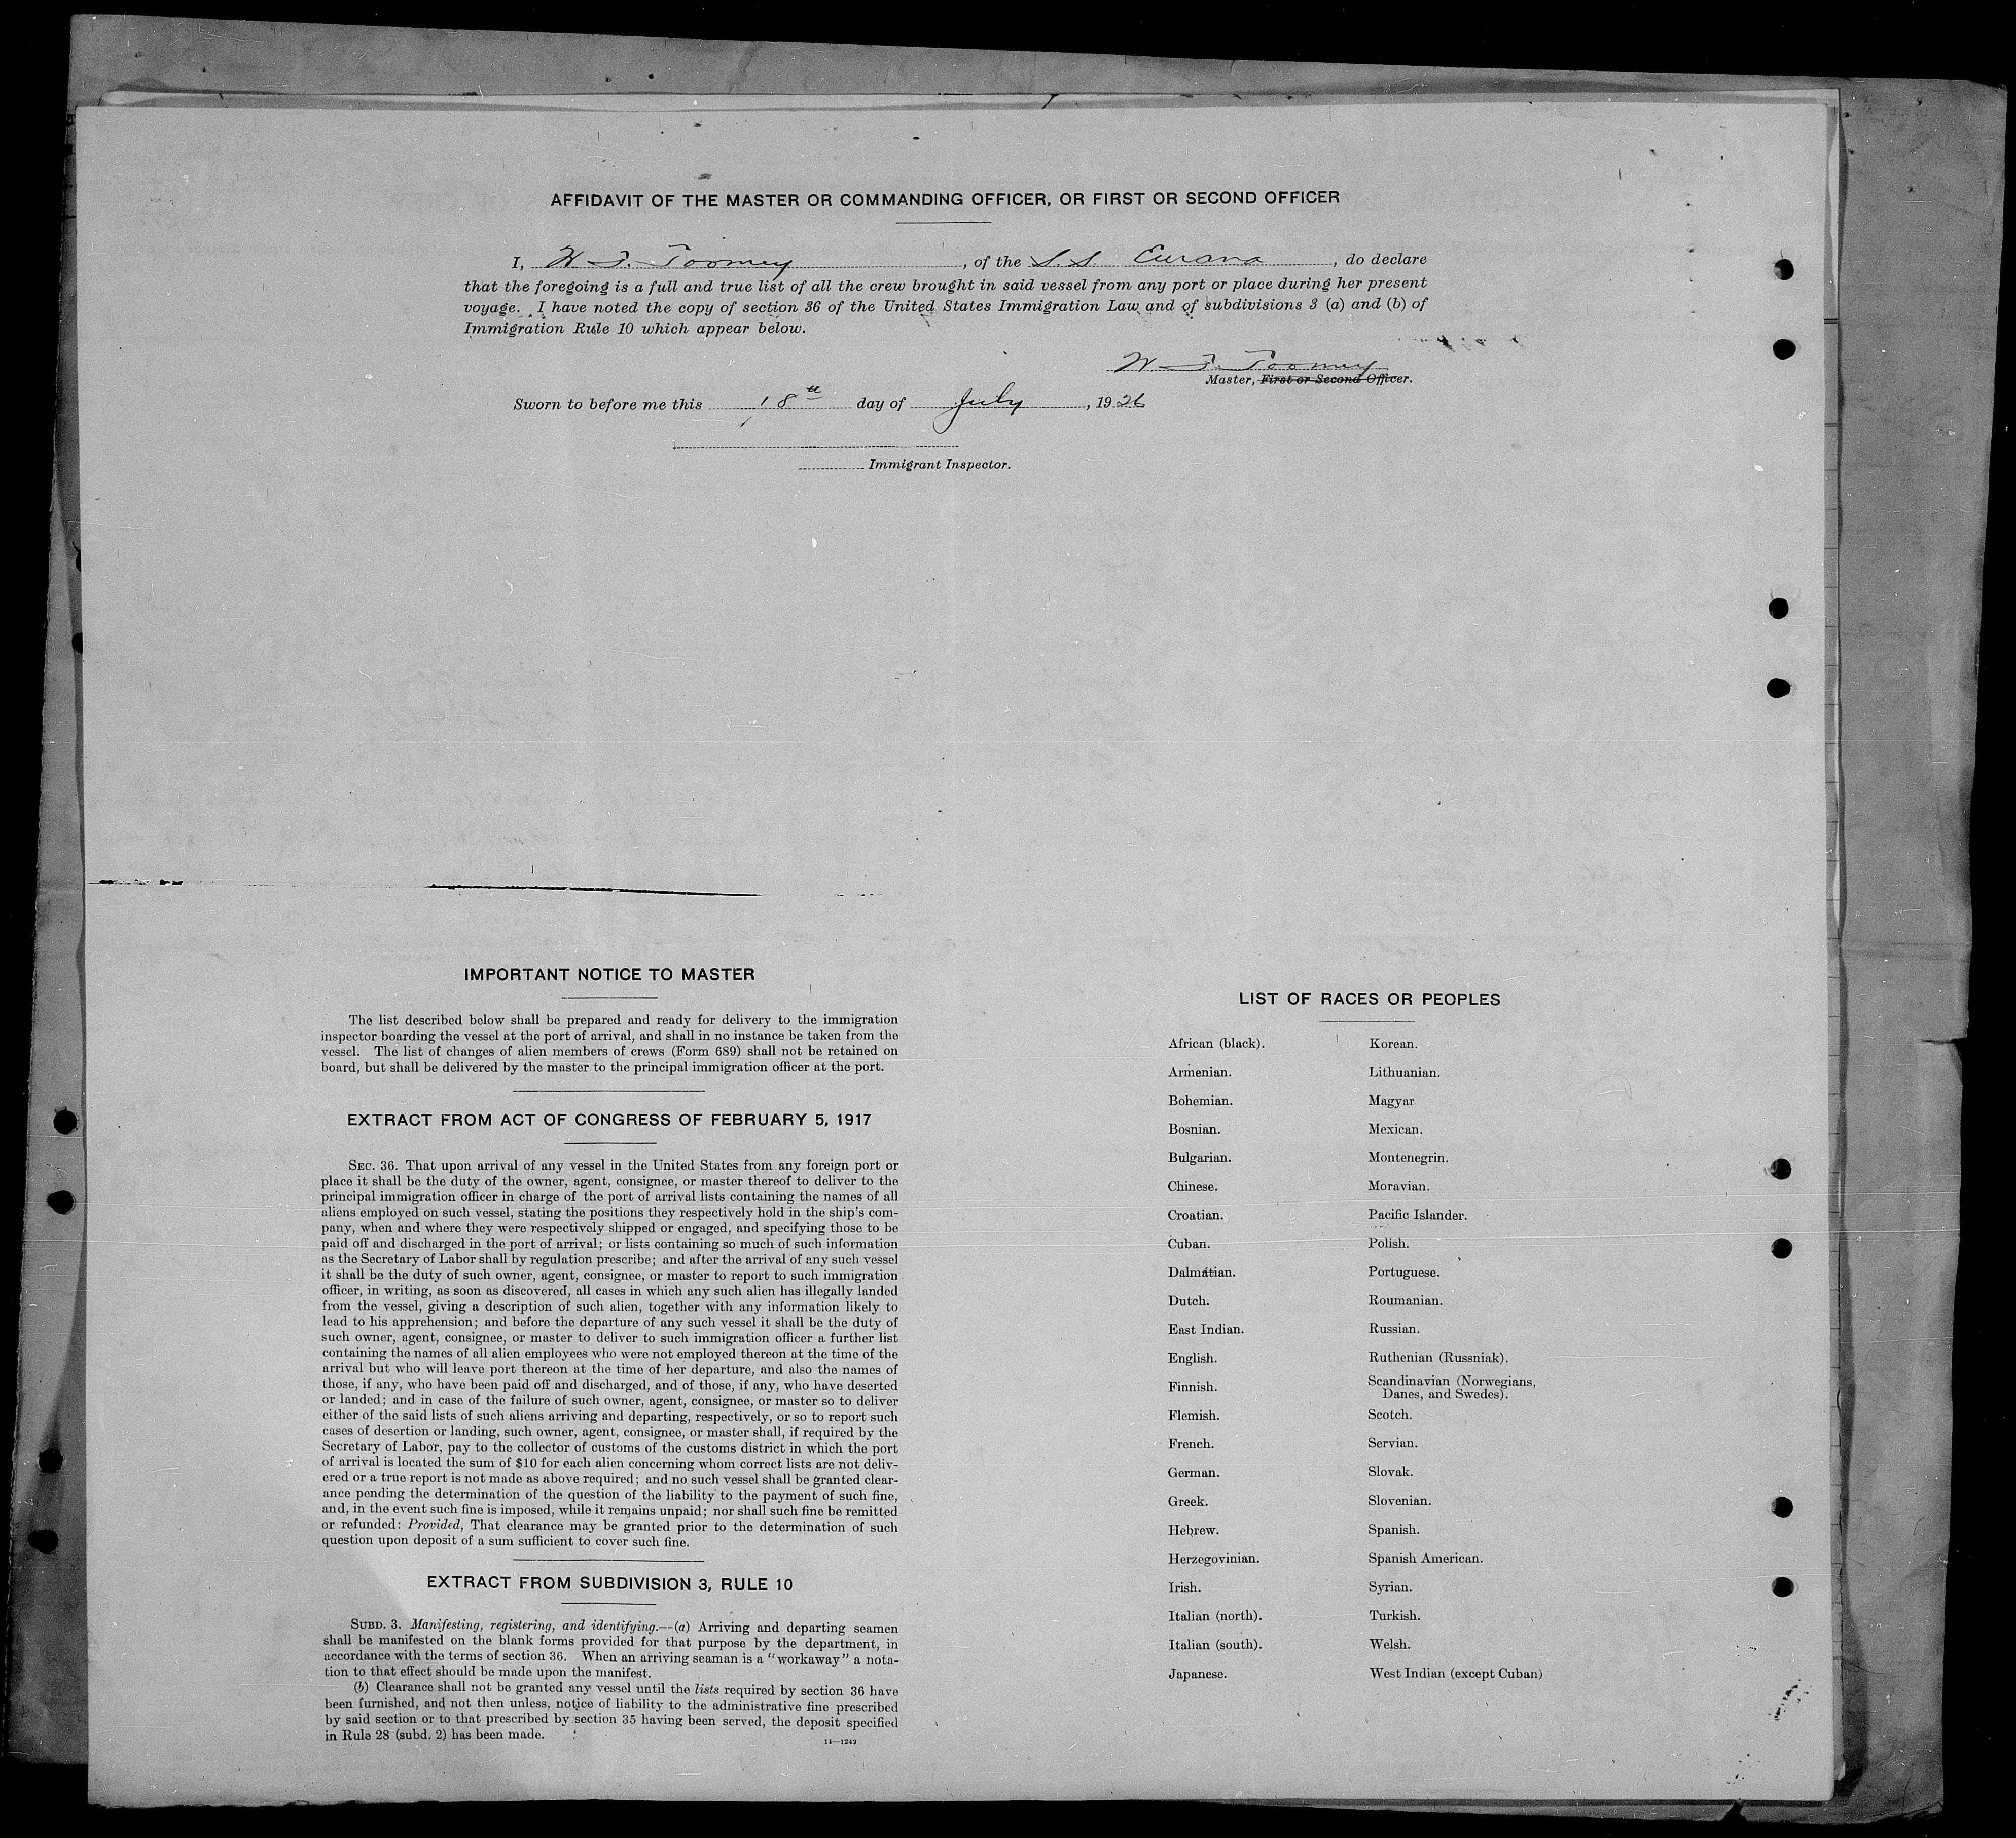 AFFIDAVIT OF THE MASTER OR COMMANDING OFFICER, OR FIRST OR SECOND OFFICER
I, W. J. Toomey, of the S.S. Eurana, do declare
that the foregoing is a full and true list of all the crew brought in said vessel from any port or place during her present
voyage. I have noted the copy of section 36 of the United States Immigration Law and of subdivisions 3 (a) and (b) of
Immigration Rule 10 which appear below.
W. J. Toomey
Master, First or Second Officer.
Sworn to before me this 18th day of July, 1926
Immigrant Inspector.
IMPORTANT NOTICE TO MASTER
The list described below shall be prepared and ready for delivery to the immigration
inspector boarding the vessel at the port of arrival, and shall in no instance be taken from the
vessel. The list of changes of alien members of crews (Form 689) shall not be retained on
board, but shall be delivered by the master to the principal immigration officer at the port.
EXTRACT FROM ACT OF CONGRESS OF FEBRUARY 5, 1917
SEC. 36. That upon arrival of any vessel in the United States from any foreign port or
place it shall be the duty of the owner, agent, consignee, or master thereof to deliver to the
principal immigration officer in charge of the port of arrival lists containing the names of all
aliens employed on such vessel, stating the positions they respectively hold in the ship's com-
pany, when and where they were respectively shipped or engaged, and specifying those to be
paid off and discharged in the port of arrival; or lists containing so much of such information
as the Secretary of Labor shall by regulation prescribe; and after the arrival of any such vessel
it shall be the duty of such owner, agent, consignee, or master to report to such immigration
officer, in writing, as soon as discovered, all cases in which any such alien has illegally landed
from the vessel, giving a description of such alien, together with any information likely to
lead to his apprehension; and before the departure of any such vessel it shall be the duty of
such owner, agent, consignee, or master to deliver to such immigration officer a further list
containing the names of all alien employees who were not employed thereon at the time of the
arrival but who will leave port thereon at the time of her departure, and also the names of
those, if any, who have been paid off and discharged, and of those, if any, who have deserted
or landed; and in case of the failure of such owner, agent, consignee, or master so to deliver
either of the said lists of such aliens arriving and departing, respectively, or so to report such
cases of desertion or landing, such owner, agent, consignee, or master shall, if required by the
Secretary of Labor, pay to the collector of customs of the customs district in which the port
of arrival is located the sum of $10 for each alien concerning whom correct lists are not deliv-
ered or a true report is not made as above required; and no such vessel shall be granted clear-
ance pending the determination of the question of the liability to the payment of such fine,
and, in the event such fine is imposed, while it remains unpaid; nor shall such fine be remitted
or refunded: Provided, That clearance may be granted prior to the determination of such
question upon deposit of a sum sufficient to cover such fine.
EXTRACT FROM SUBDIVISION 3, RULE 10
SUBD. 3. Manifesting, registering, and identifying.—(a) Arriving and departing seamen
shall be manifested on the blank forms provided for that purpose by the department, in
accordance with the terms of section 36. When an arriving seaman is a "workaway" a nota-
tion to that effect should be made upon the manifest.
(b) Clearance shall not be granted any vessel until the lists required by section 36 have
been furnished, and not then unless, notice of liability to the administrative fine prescribed
by said section or to that prescribed by section 35 having been served, the deposit specified
in Rule 28 (subd. 2) has been made.
14—1242
LIST OF RACES OR PEOPLES
African (black).
Armenian.
Bohemian.
Bosnian.
Bulgarian.
Chinese.
Croatian.
Cuban.
Dalmatian.
Dutch.
East Indian.
English.
Finnish.
Flemish.
French.
German.
Greek.
Hebrew.
Herzegovinian.
Irish.
Italian (north).
Italian (south).
Japanese.
Korean.
Lithuanian.
Magyar
Mexican.
Montenegrin.
Moravian.
Pacific Islander.
Polish.
Portuguese.
Roumanian.
Russian.
Ruthenian (Russniak).
Scandinavian (Norwegians,
Danes, and Swedes).
Scotch.
Servian.
Slovak.
Slovenian.
Spanish.
Spanish American.
Syrian.
Turkish.
Welsh.
West Indian (except Cuban)